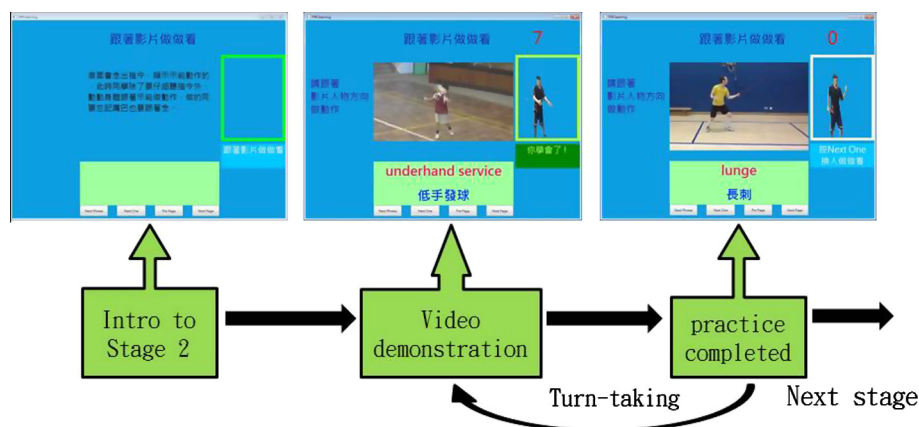 跟著影片做做看
跟著影片做做看
跟著影片做做看
7
跟著影片做做看
0
請跟著
影片人物方向
做動作
你學會了！
underhand service
低手發球
請跟著
影片人物方向
做動作
按Next One
換人做做看
lunge
長刺
Intro to
Stage 2
Video
demonstration
practice
completed
Turn-taking
Next stage